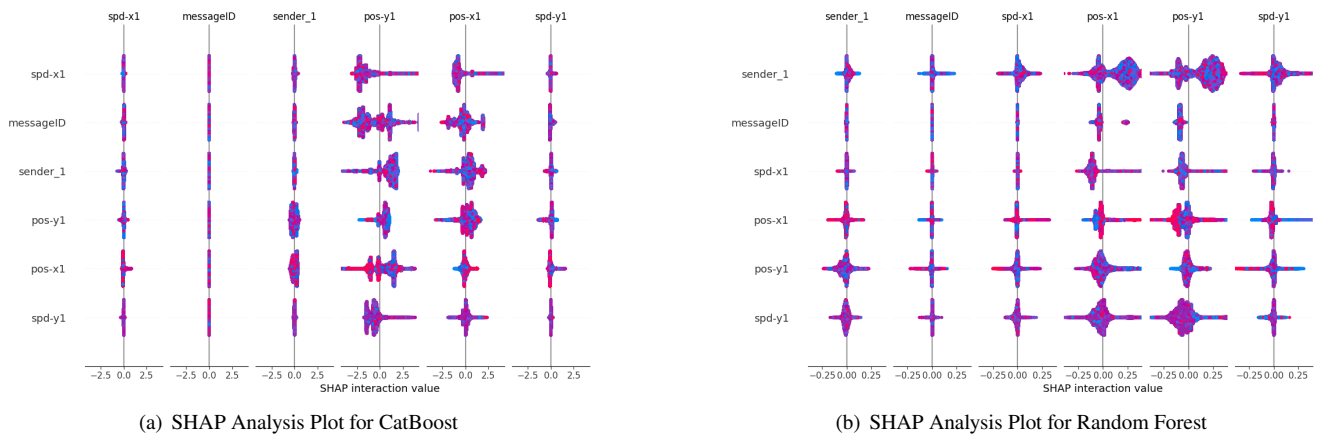 spd-x1 messageID sender_1 pos-y1 pos-x1 spd-y1
spd-x1
messageID
sender_1
pos-y1
pos-x1
spd-y1
−2.5 0.0 2.5 −2.5 0.0 2.5 −2.5 0.0 2.5 −2.5 0.0 2.5 −2.5 0.0 2.5 −2.5 0.0 2.5
SHAP interaction value
(a) SHAP Analysis Plot for CatBoost
sender_1 messageID spd-x1 pos-x1 pos-y1 spd-y1
sender_1
messageID
spd-x1
pos-x1
pos-y1
spd-y1
−0.25 0.00 0.25 −0.25 0.00 0.25 −0.25 0.00 0.25 −0.25 0.00 0.25 −0.25 0.00 0.25 −0.25 0.00 0.25
SHAP interaction value
(b) SHAP Analysis Plot for Random Forest